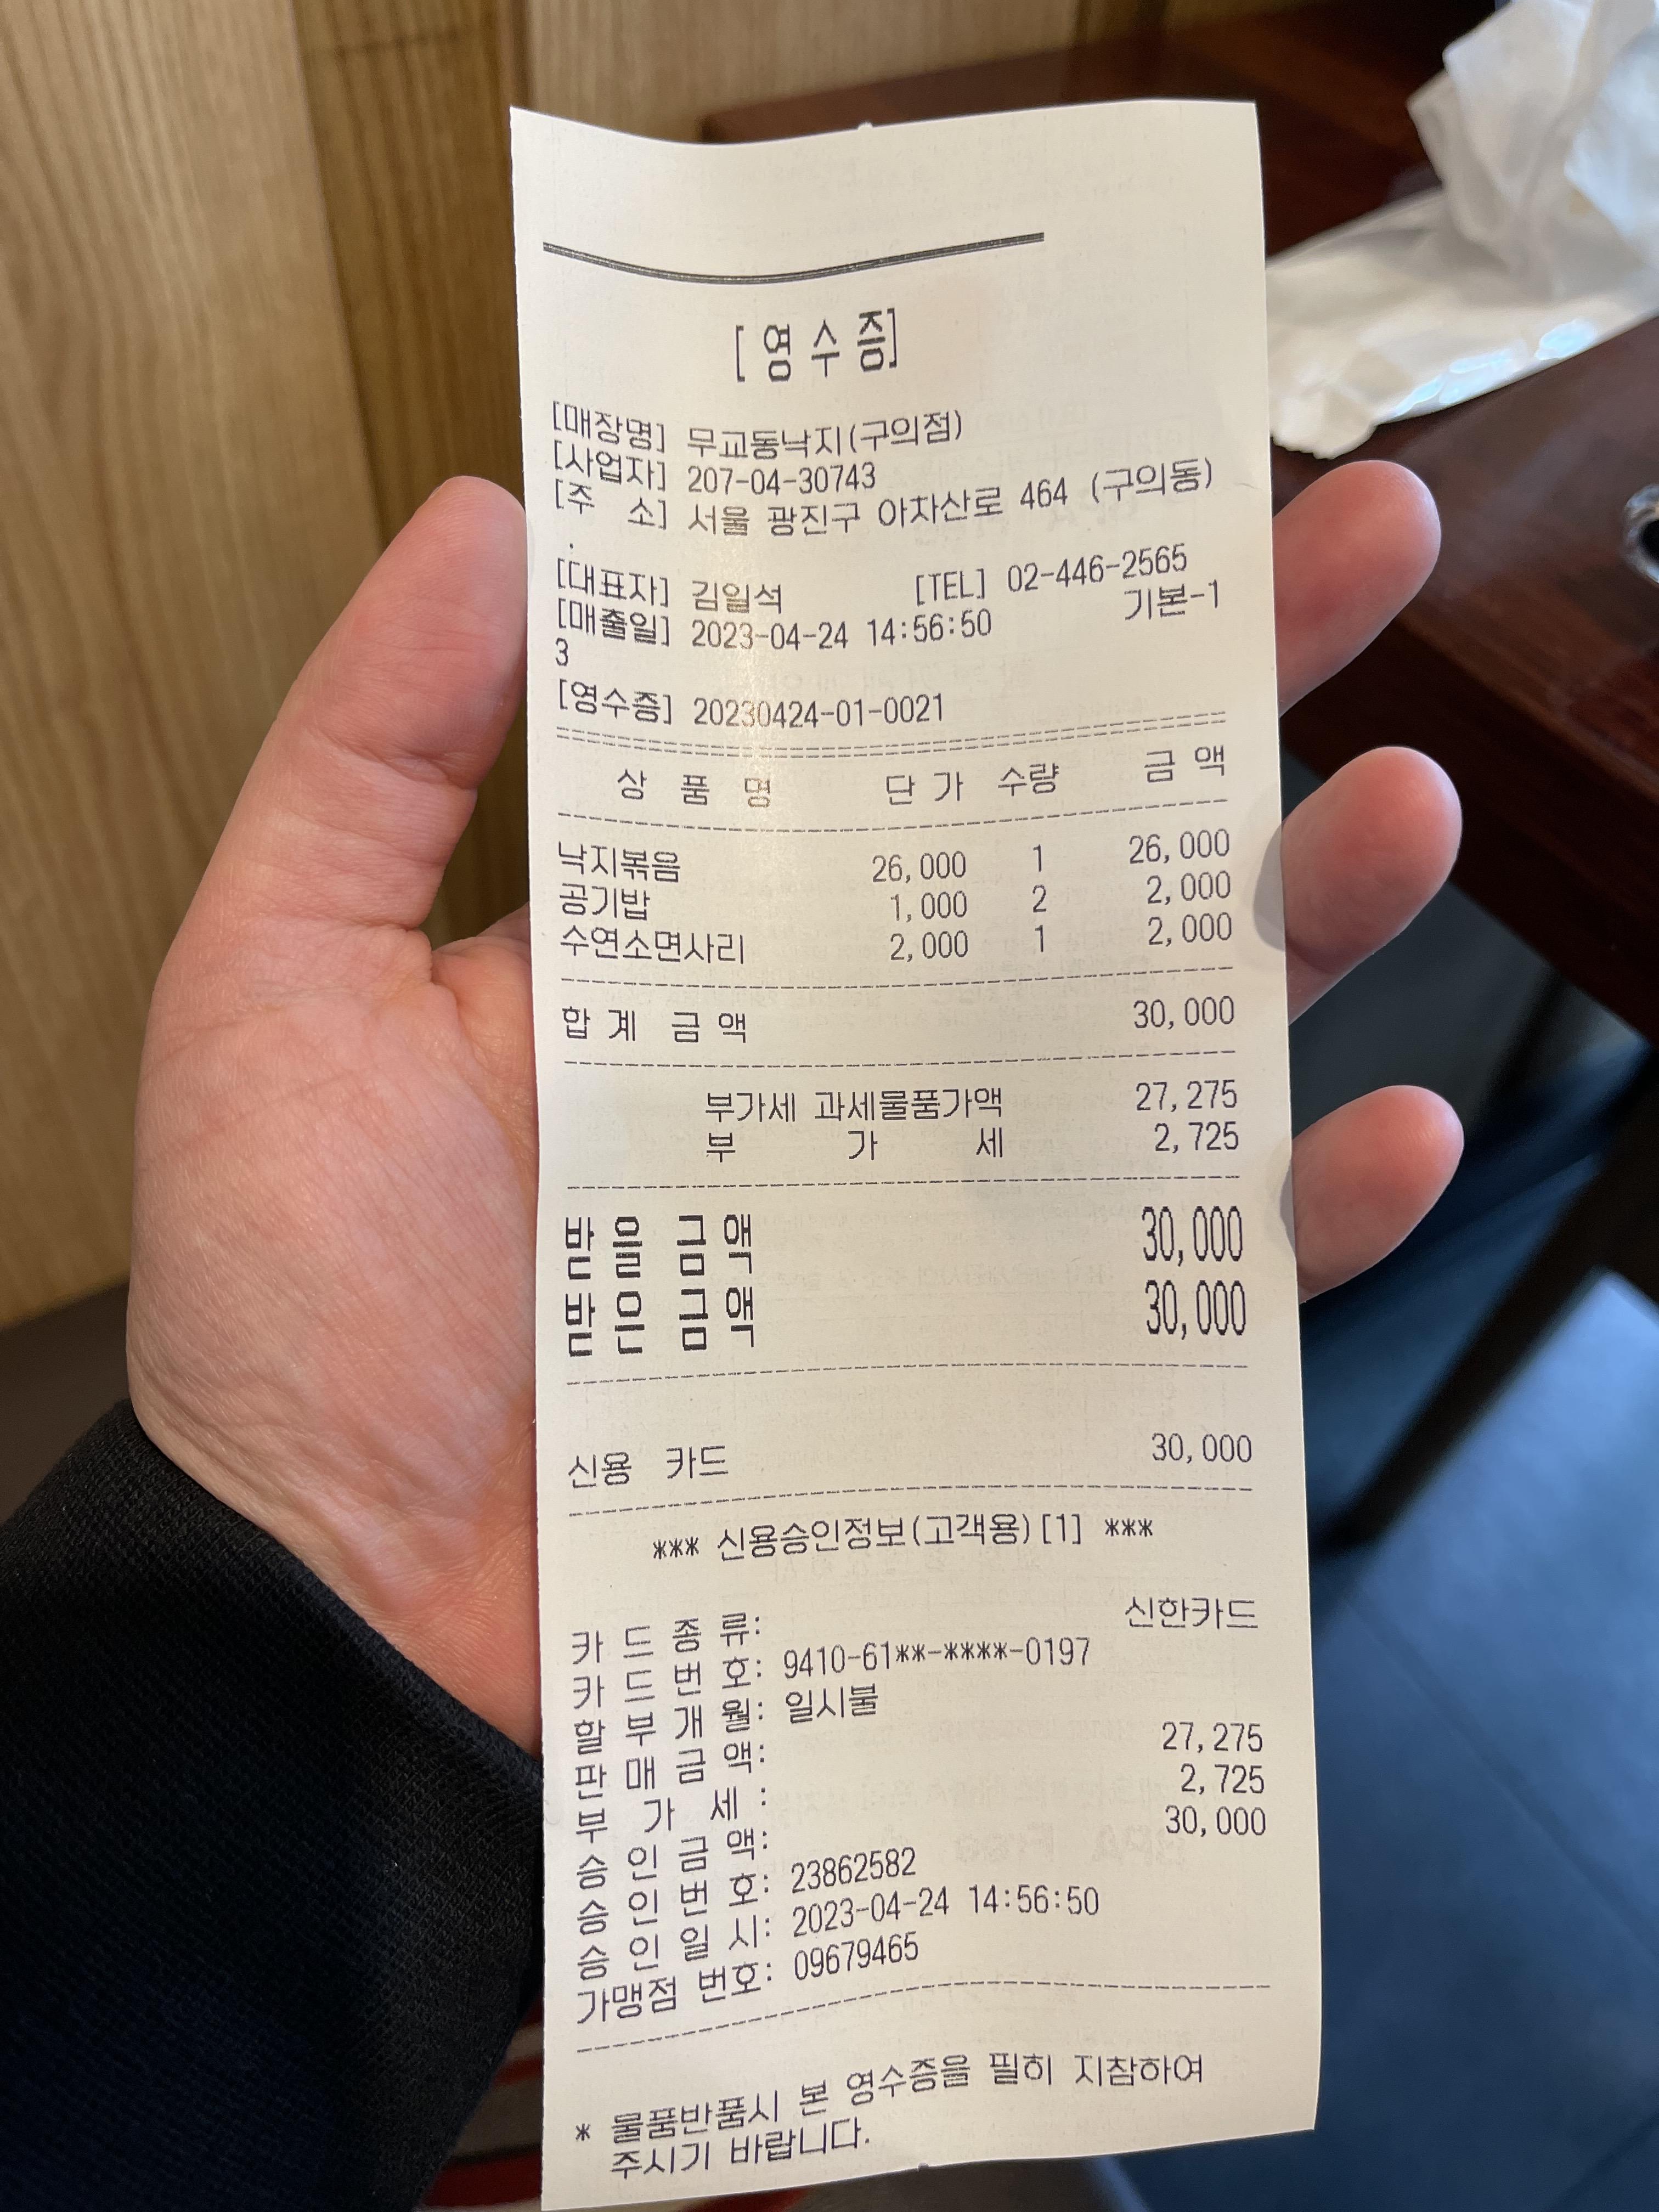 [영수증]
[매장명] 무교동낙지(구의점)
[사업자] 207-04-30743
[주 소] 서울 광진구 아차산로 464 (구의동)
.
[대표자] 김일석 [TEL] 02-446-2565
[매출일] 2023-04-24 14:56:50 기본-1
3
[영수증] 20230424-01-0021
상 품 명 단 가 수량 금 액
낙지볶음 26,000 1 26,000
공기밥 1,000 2 2,000
수연소면사리 2,000 1 2,000
합 계 금 액 30,000
부가세 과세물품가액 27,275
부 가 세 2,725
받 을 금 액 30,000
받 은 금 액 30,000
신용 카드 30,000
*** 신용승인정보(고객용)[1] ***
카 드 종 류: 신한카드
카 드 번 호: 9410-61**-****-0197
할 부 개 월: 일시불
판 매 금 액: 27,275
부 가 세 : 2,725
승 인 금 액: 30,000
승 인 번 호: 23862582
승 인 일 시: 2023-04-24 14:56:50
가맹점 번호: 09679465
* 물품반품시 본 영수증을 필히 지참하여
주시기 바랍니다.